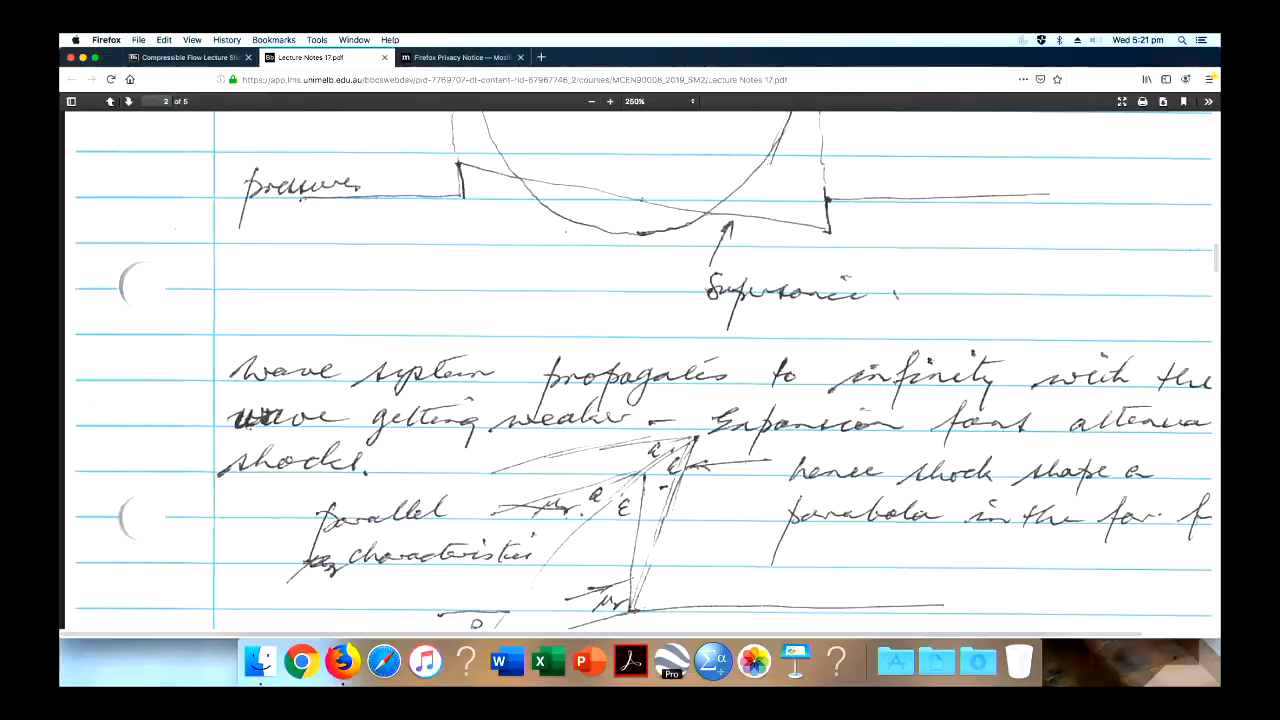 Firefox File Edit View History Bookmarks Tools Window Help Wed 5:21 pm
Compressible Flow Lecture Sli Lecture Notes 17.pdf Firefox Privacy Notice — Mozil
https://app.lms.unimelb.edu.au/bbcswebdav/pid-7769707-dt-content-rid-67967746_2/courses/MCEN90008_2019_SM2/Lecture Notes 17.pdf
2 of 5 250%
pressures
Supersonic
wave system propagates to infinity with the
wave getting weaker - Expansion fans attenua
shocks.
hence shock shape a
parallel
parabola in the far f
characteristics
ε
μ
Pro